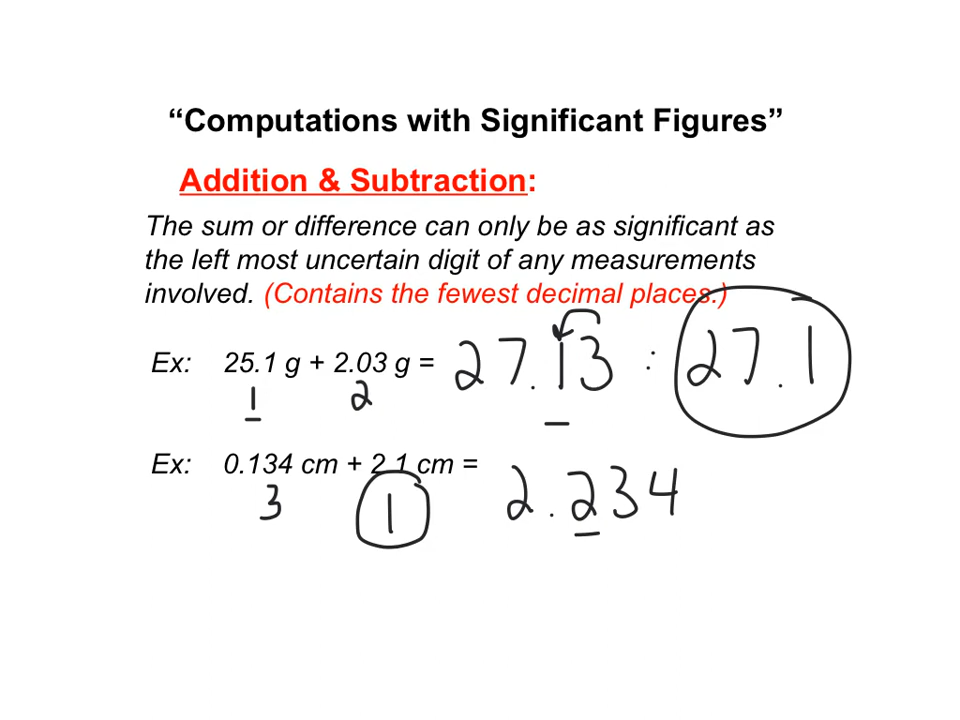 “Computations with Significant Figures”
Addition & Subtraction:
The sum or difference can only be as significant as
the left most uncertain digit of any measurements
involved. (Contains the fewest decimal places.)
Ex: 25.1 g + 2.03 g = 27.13 : 27.1
1 2
Ex: 0.134 cm + 2.1 cm = 2.234
3 1